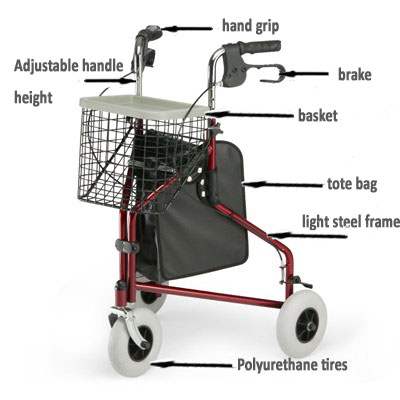 hand grip
Adjustable handle
height
brake
basket
tote bag
light steel frame
Polyurethane tires